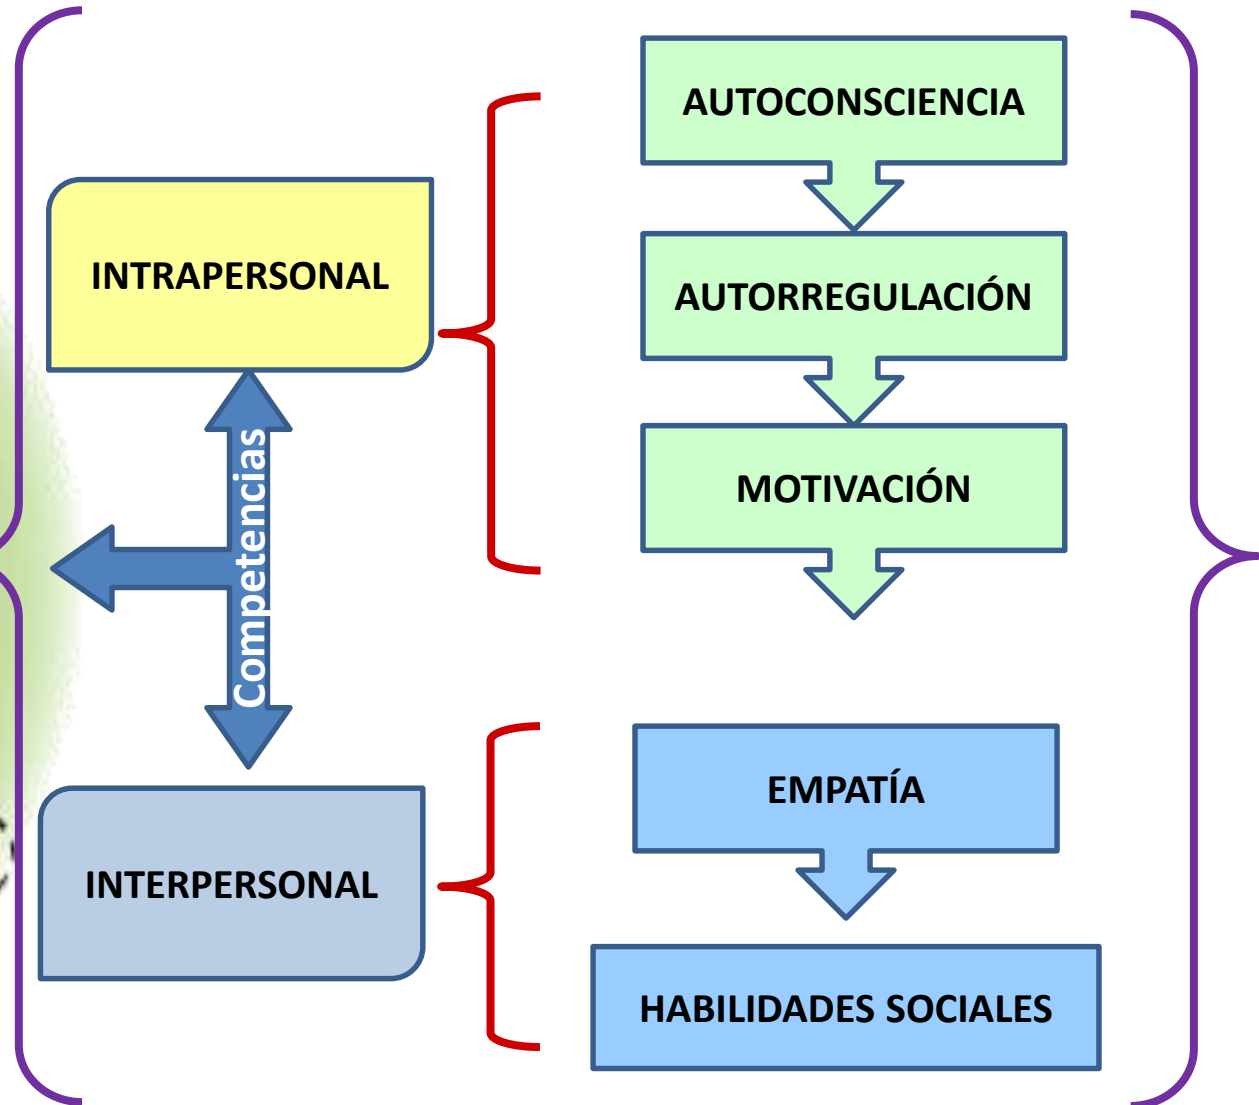 AUTOCONSCIENCIA
INTRAPERSONAL
AUTORREGULACIÓN
MOTIVACIÓN
Competencias
EMPATÍA
INTERPERSONAL
HABILIDADES SOCIALES